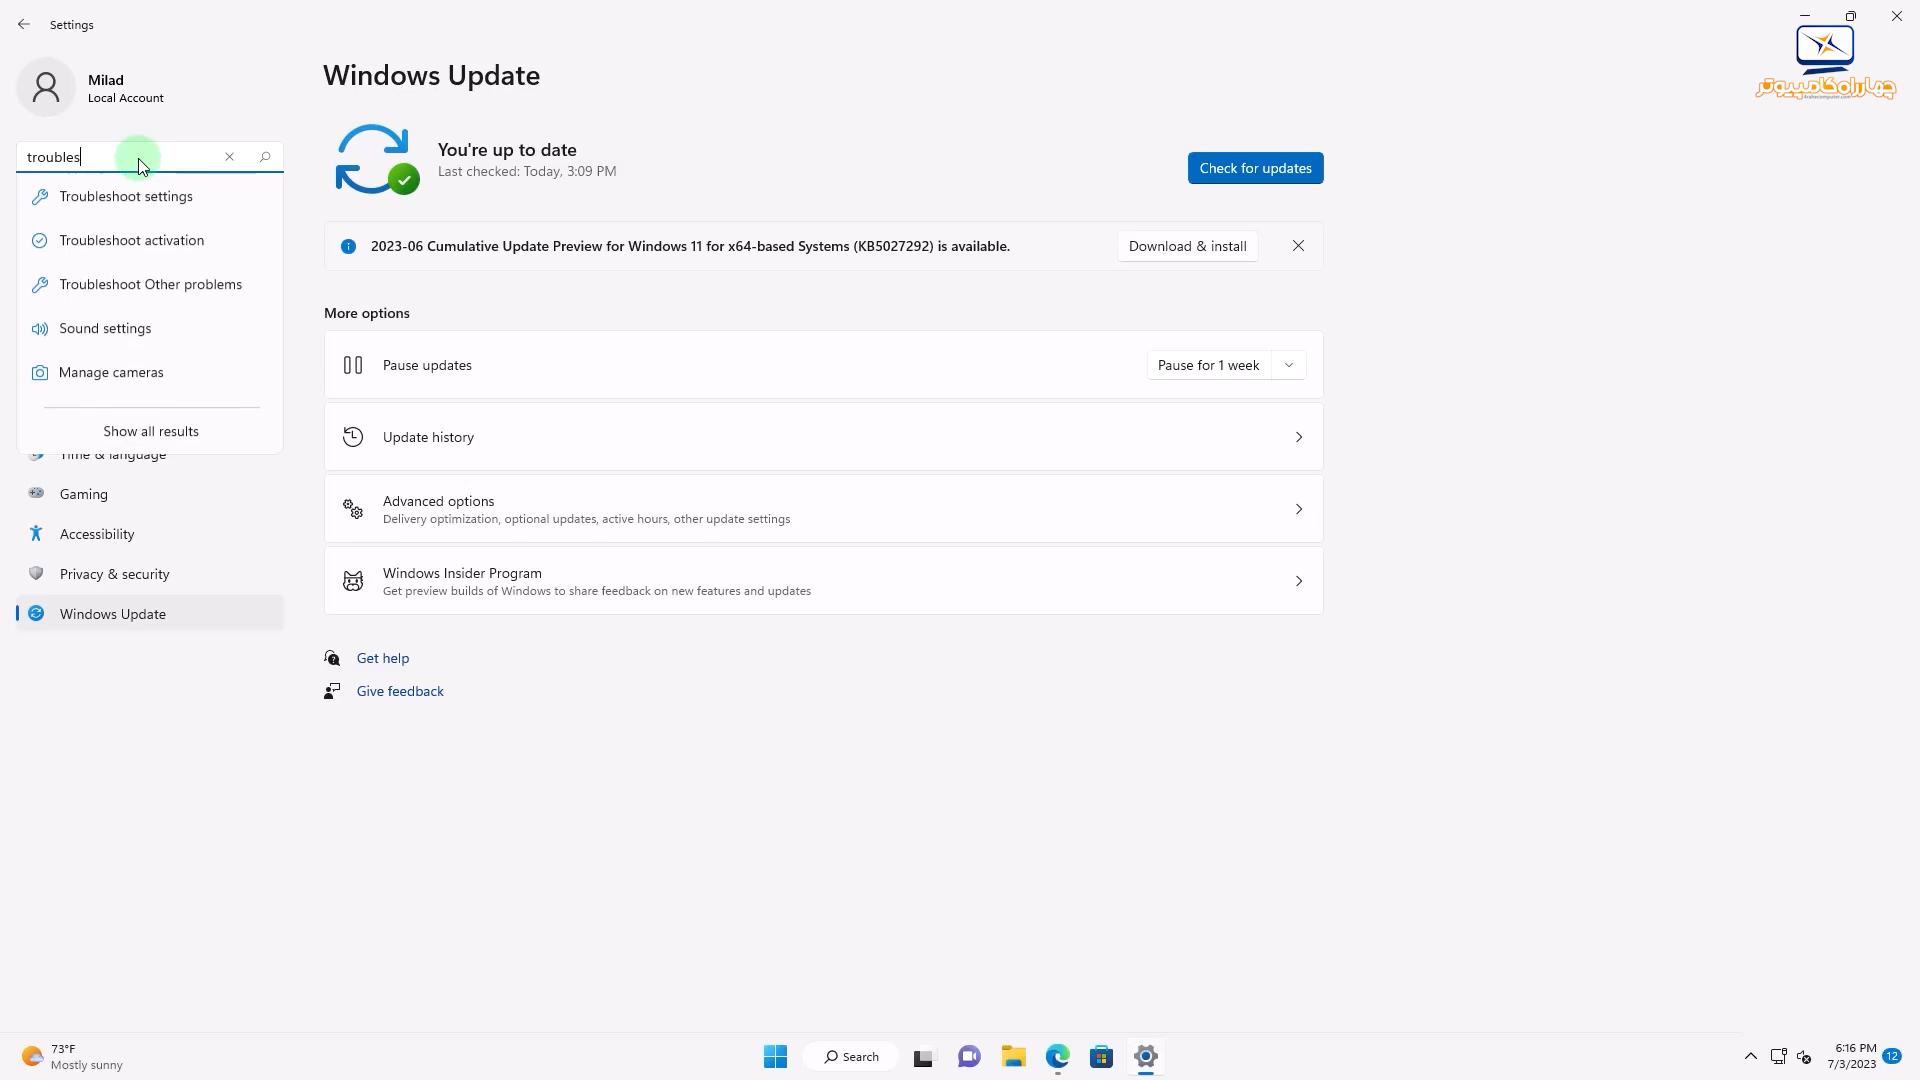 Settings
Milad
Local Account
troubles
Troubleshoot settings
Troubleshoot activation
Troubleshoot Other problems
Sound settings
Manage cameras
Show all results
Time & language
Gaming
Accessibility
Privacy & security
Windows Update
Windows Update
You're up to date
Last checked: Today, 3:09 PM
Check for updates
2023-06 Cumulative Update Preview for Windows 11 for x64-based Systems (KB5027292) is available.
Download & install
More options
Pause updates
Pause for 1 week
Update history
Advanced options
Delivery optimization, optional updates, active hours, other update settings
Windows Insider Program
Get preview builds of Windows to share feedback on new features and updates
Get help
Give feedback
چهارراه کامپیوتر
73°F
Mostly sunny
Search
6:16 PM
7/3/2023
12